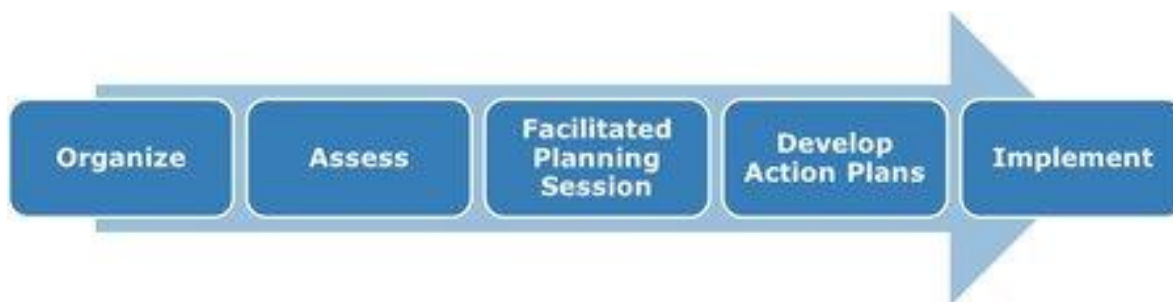 Organize
Assess
Facilitated
Planning
Session
Develop
Action Plans
Implement